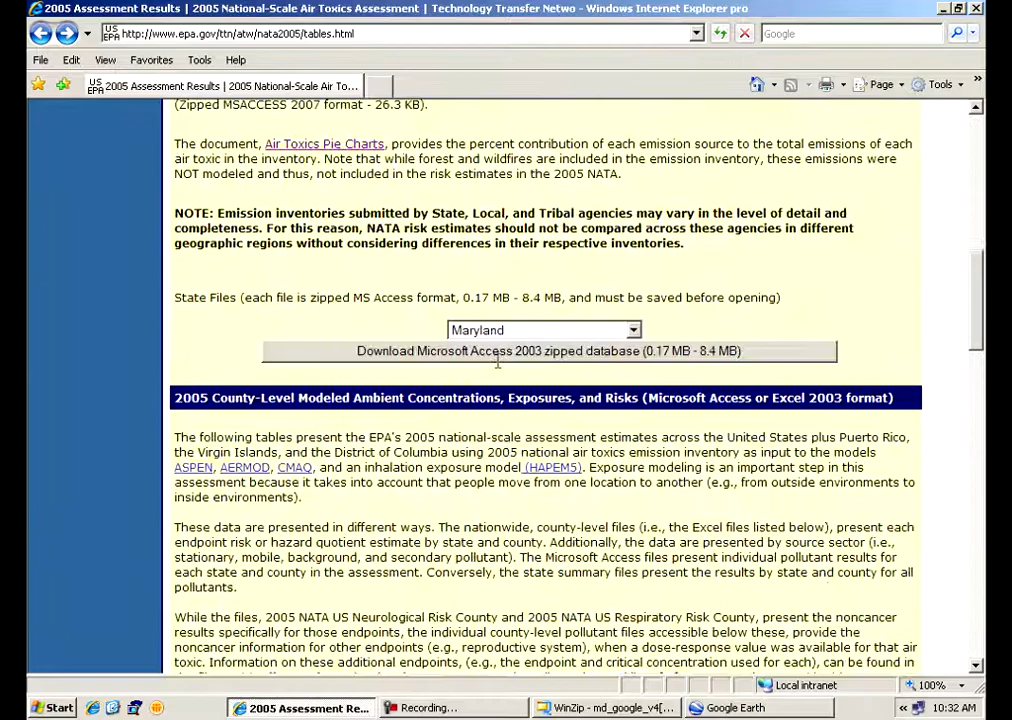 2005 Assessment Results | 2005 National-Scale Air Toxics Assessment | Technology Transfer Netwo - Windows Internet Explorer pro
US EPA http://www.epa.gov/ttn/atw/nata2005/tables.html
Google
File Edit View Favorites Tools Help
US EPA 2005 Assessment Results | 2005 National-Scale Air To...
Page Tools
(Zipped MSACCESS 2007 format - 26.3 KB).
The document, Air Toxics Pie Charts, provides the percent contribution of each emission source to the total emissions of each
air toxic in the inventory. Note that while forest and wildfires are included in the emission inventory, these emissions were
NOT modeled and thus, not included in the risk estimates in the 2005 NATA.
NOTE: Emission inventories submitted by State, Local, and Tribal agencies may vary in the level of detail and
completeness. For this reason, NATA risk estimates should not be compared across these agencies in different
geographic regions without considering differences in their respective inventories.
State Files (each file is zipped MS Access format, 0.17 MB - 8.4 MB, and must be saved before opening)
Maryland
Download Microsoft Access 2003 zipped database (0.17 MB - 8.4 MB)
2005 County-Level Modeled Ambient Concentrations, Exposures, and Risks (Microsoft Access or Excel 2003 format)
The following tables present the EPA's 2005 national-scale assessment estimates across the United States plus Puerto Rico,
the Virgin Islands, and the District of Columbia using 2005 national air toxics emission inventory as input to the models
ASPEN, AERMOD, CMAQ, and an inhalation exposure model (HAPEM5). Exposure modeling is an important step in this
assessment because it takes into account that people move from one location to another (e.g., from outside environments to
inside environments).
These data are presented in different ways. The nationwide, county-level files (i.e., the Excel files listed below), present each
endpoint risk or hazard quotient estimate by state and county. Additionally, the data are presented by source sector (i.e.,
stationary, mobile, background, and secondary pollutant). The Microsoft Access files present individual pollutant results for
each state and county in the assessment. Conversely, the state summary files present the results by state and county for all
pollutants.
While the files, 2005 NATA US Neurological Risk County and 2005 NATA US Respiratory Risk County, present the noncancer
results specifically for those endpoints, the individual county-level pollutant files accessible below these, provide the
noncancer information for other endpoints (e.g., reproductive system), when a dose-response value was available for that air
toxic. Information on these additional endpoints, (e.g., the endpoint and critical concentration used for each), can be found in
Local intranet 100%
Start 2005 Assessment Re... Recording... WinZip - md_google_v4[... Google Earth 10:32 AM